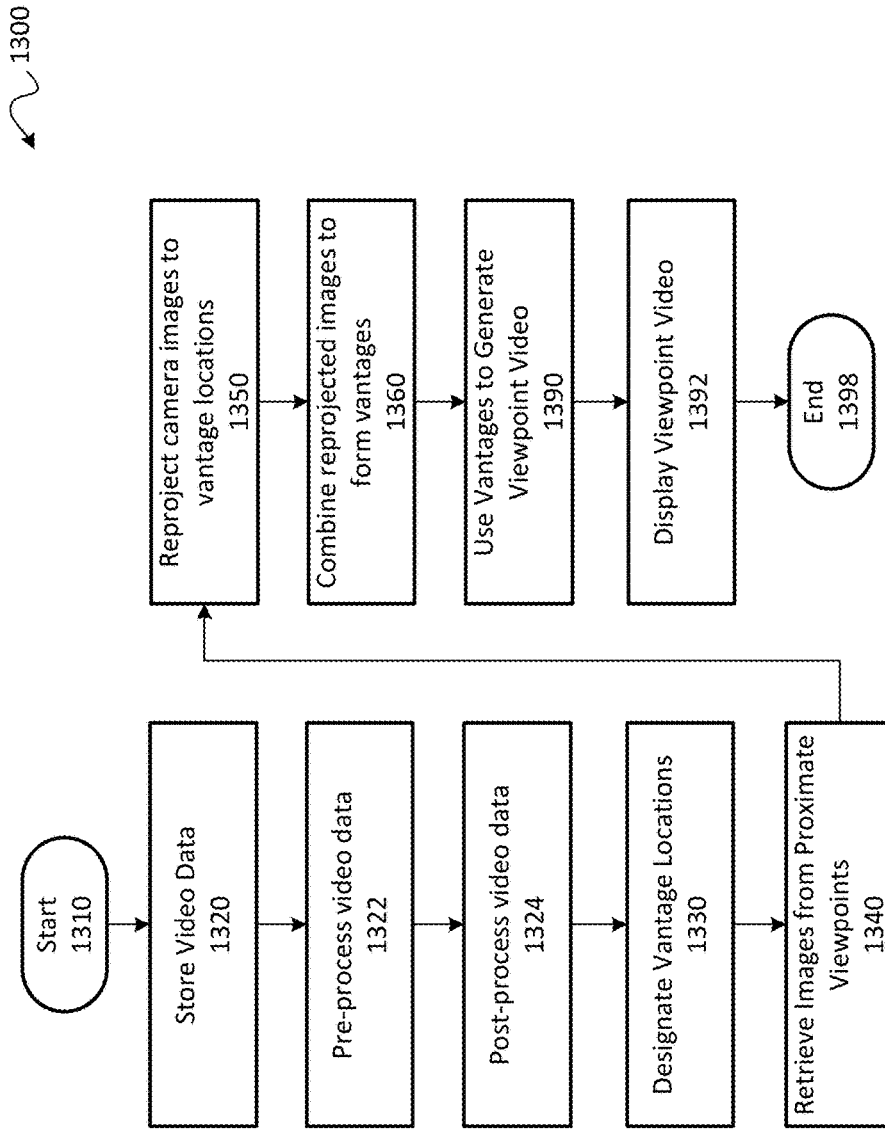 1300
Start
1310
Store Video Data
1320
Pre-process video data
1322
Post-process video data
1324
Designate Vantage Locations
1330
Retrieve Images from Proximate
Viewpoints
1340
Reproject camera images to
vantage locations
1350
Combine reprojected images to
form vantages
1360
Use Vantages to Generate
Viewpoint Video
1390
Display Viewpoint Video
1392
End
1398